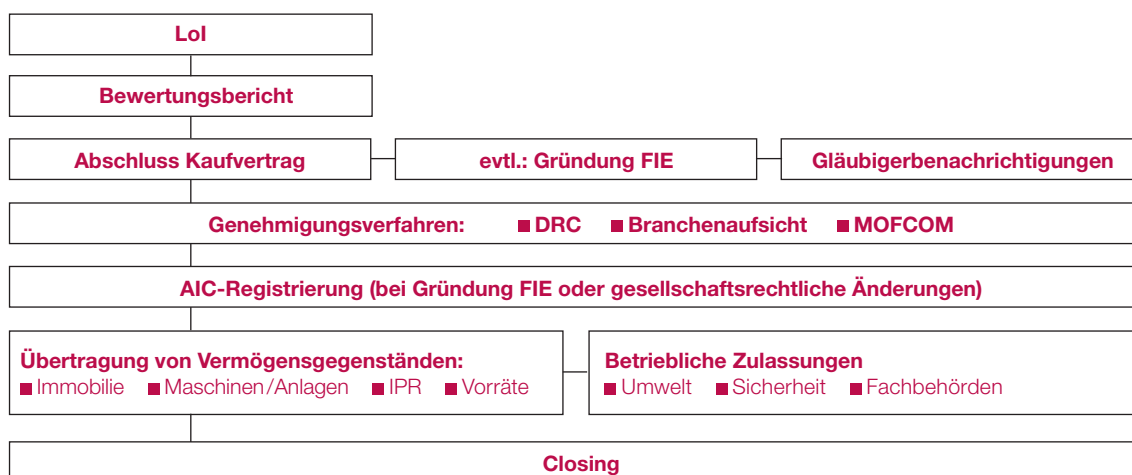 LoI
Bewertungsbericht
Abschluss Kaufvertrag
evtl.: Gründung FIE
Gläubigerbenachrichtigungen
Genehmigungsverfahren: ■ DRC ■ Branchenaufsicht ■ MOFCOM
AIC-Registrierung (bei Gründung FIE oder gesellschaftsrechtliche Änderungen)
Übertragung von Vermögensgegenständen:
■ Immobilie ■ Maschinen/Anlagen ■ IPR ■ Vorräte
Betriebliche Zulassungen
■ Umwelt ■ Sicherheit ■ Fachbehörden
Closing